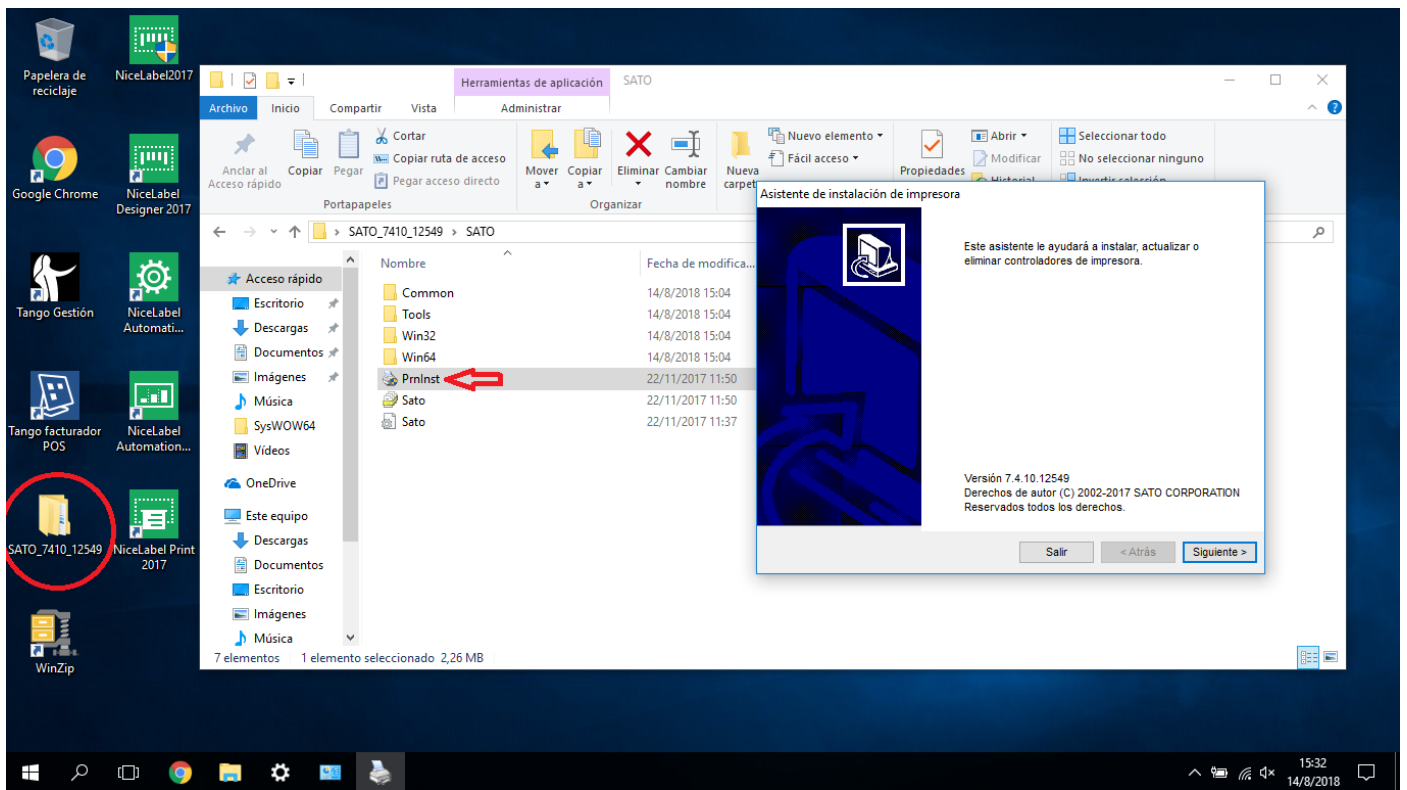 Papelera de
reciclaje
NiceLabel2017
Google Chrome
NiceLabel
Designer 2017
Tango Gestión
NiceLabel
Automati...
Tango facturador
POS
NiceLabel
Automation...
SATO_7410_12549
NiceLabel Print
2017
WinZip
Herramientas de aplicación
SATO
Archivo
Inicio
Compartir
Vista
Administrar
Anclar al
Acceso rápido
Copiar
Pegar
Cortar
Copiar ruta de acceso
Pegar acceso directo
Portapapeles
Mover
a
Copiar
a
Eliminar
Cambiar
nombre
Organizar
Nueva
carpet
Nuevo elemento
Fácil acceso
Propiedades
Abrir
Modificar
Historial
Seleccionar todo
No seleccionar ninguno
Invertir selección
SATO_7410_12549 > SATO
Acceso rápido
Escritorio
Descargas
Documentos
Imágenes
Música
SysWOW64
Vídeos
OneDrive
Este equipo
Descargas
Documentos
Escritorio
Imágenes
Música
Nombre
Fecha de modifica...
Common 14/8/2018 15:04
Tools 14/8/2018 15:04
Win32 14/8/2018 15:04
Win64 14/8/2018 15:04
PrnInst 22/11/2017 11:50
Sato 22/11/2017 11:50
Sato 22/11/2017 11:37
7 elementos 1 elemento seleccionado 2,26 MB
Asistente de instalación de impresora
Este asistente le ayudará a instalar, actualizar o
eliminar controladores de impresora.
Versión 7.4.10.12549
Derechos de autor (C) 2002-2017 SATO CORPORATION
Reservados todos los derechos.
Salir
< Atrás
Siguiente >
15:32
14/8/2018